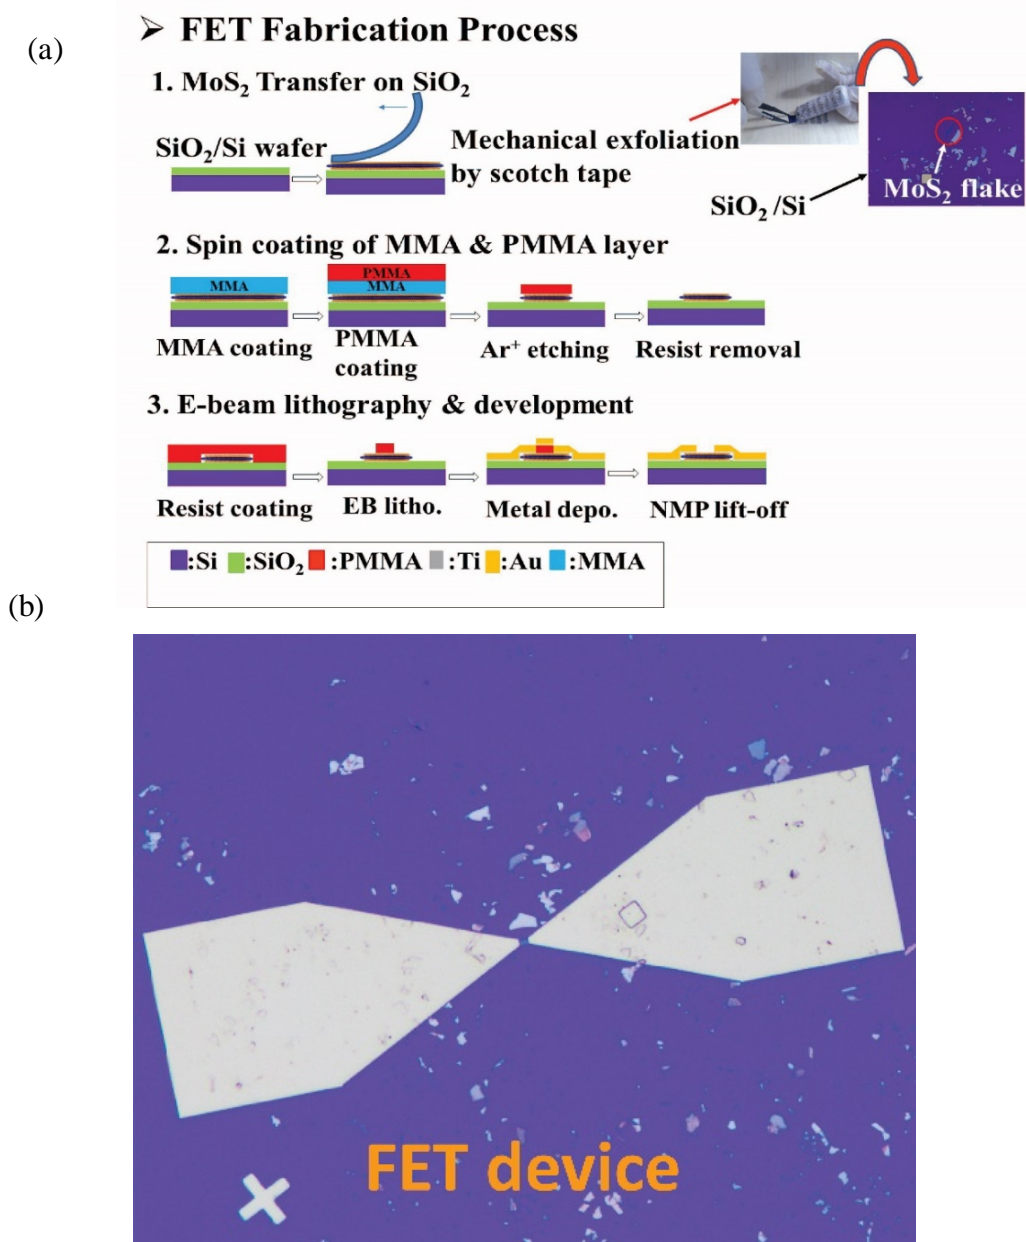 (a)
➤ FET Fabrication Process
1. MoS₂ Transfer on SiO₂
SiO₂/Si wafer
Mechanical exfoliation
by scotch tape
SiO₂ /Si
MoS₂ flake
2. Spin coating of MMA & PMMA layer
MMA
PMMA
MMA
MMA coating
PMMA
coating
Ar⁺ etching
Resist removal
3. E-beam lithography & development
Resist coating
EB litho.
Metal depo.
NMP lift-off
:Si :SiO₂ :PMMA :Ti :Au :MMA
(b)
FET device